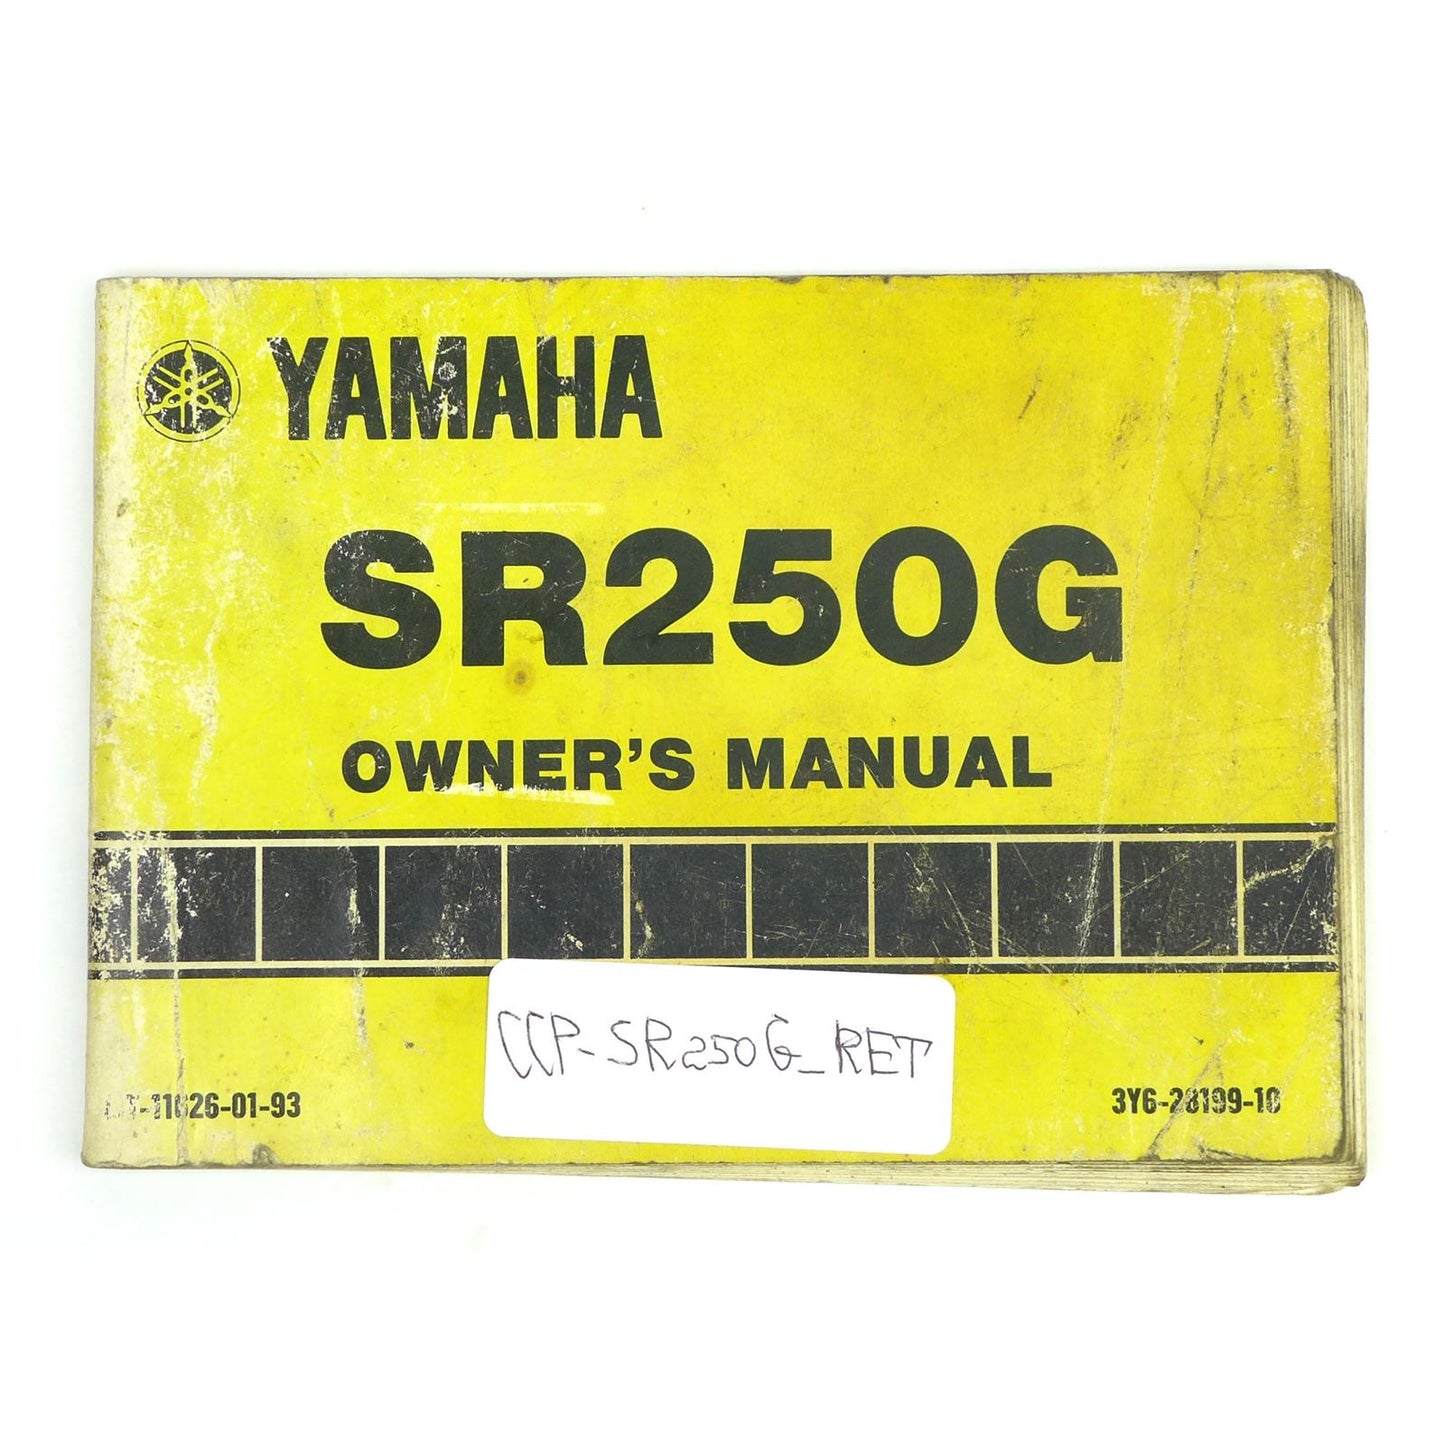 YAMAHA
SR250G
OWNER'S MANUAL
CCP-SR250G_RET
3Y6-28199-10